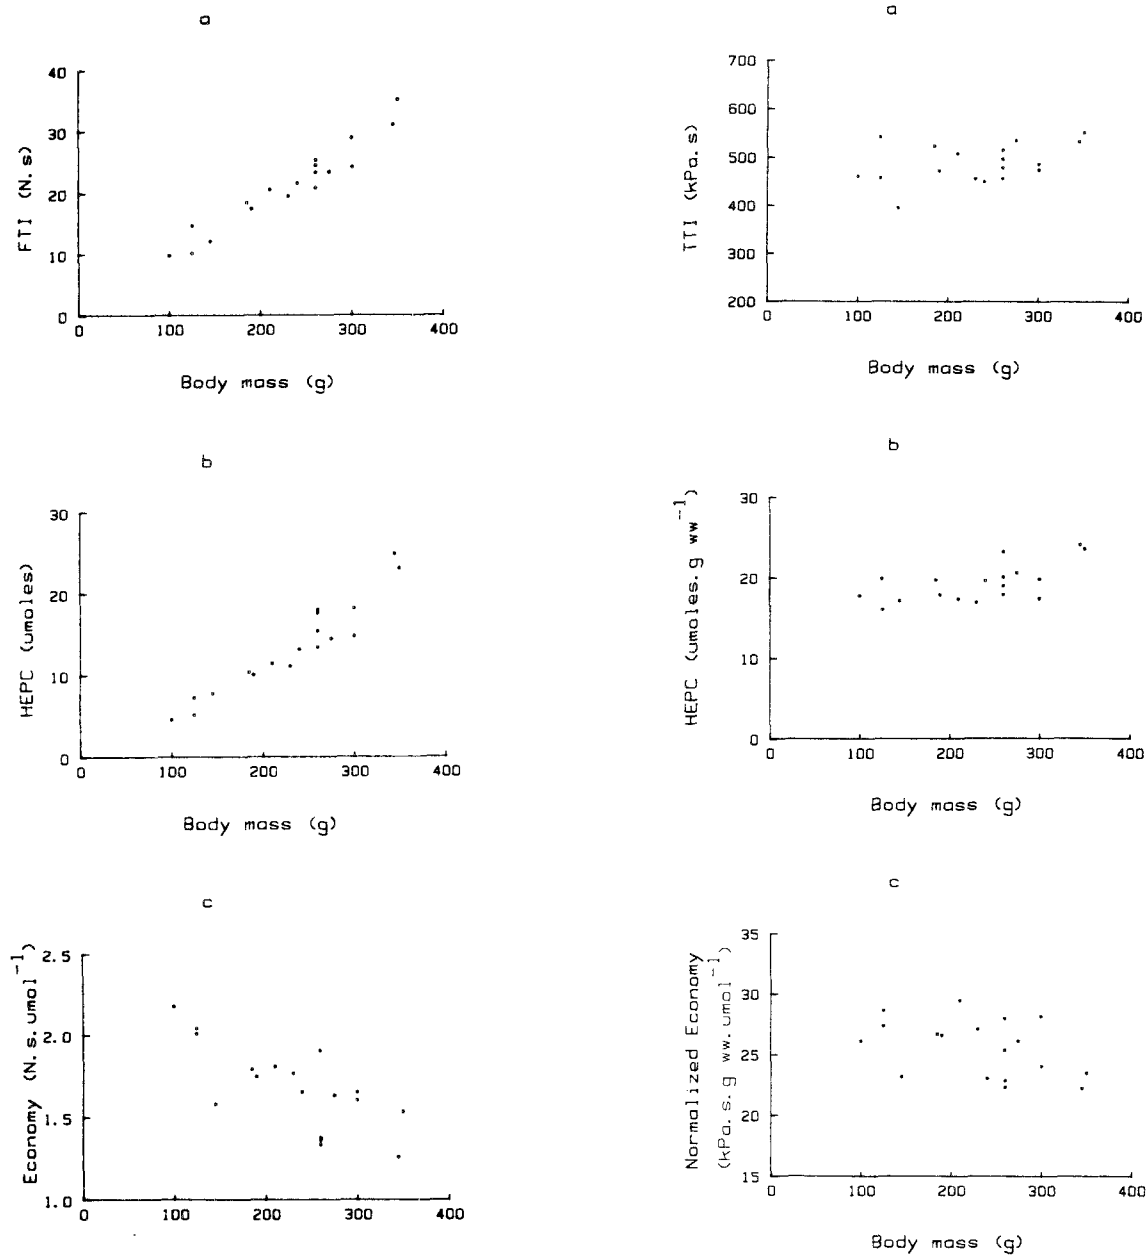 a
40
30
20
10
0
FTI (N.s)
0 100 200 300 400
Body mass (g)
b
30
20
10
0
HEPC (umoles)
0 100 200 300 400
Body mass (g)
c
2.5
2.0
1.5
1.0
Economy (N.s.umol⁻¹)
0 100 200 300 400
a
700
600
500
400
300
200
TTI (kPa.s)
0 100 200 300 400
Body mass (g)
b
30
20
10
0
HEPC (umoles.g ww⁻¹)
0 100 200 300 400
Body mass (g)
c
35
30
25
20
15
Normalized Economy
(kPa.s.g ww.umol⁻¹)
0 100 200 300 400
Body mass (g)